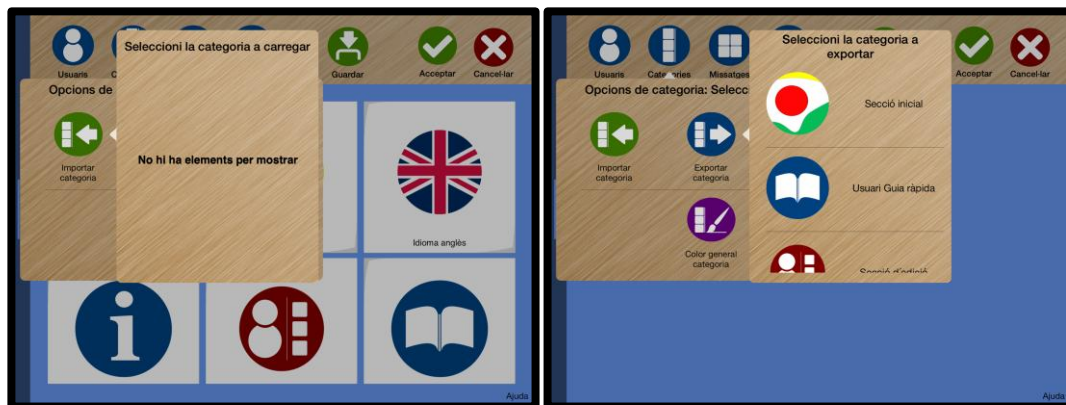 Seleccioni la categoria a carregar
Usuaris
Guardar
Acceptar
Cancel·lar
Opcions de
Importar
categoria
No hi ha elements per mostrar
Idioma anglès
Ajuda
Seleccioni la categoria a
exportar
Usuaris
Categories
Missatges
Acceptar
Cancel·lar
Opcions de categoria: Selecc
Secció inicial
Importar
categoria
Exportar
categoria
Usuari Guia ràpida
Color general
categoria
Secció d'edició
Ajuda